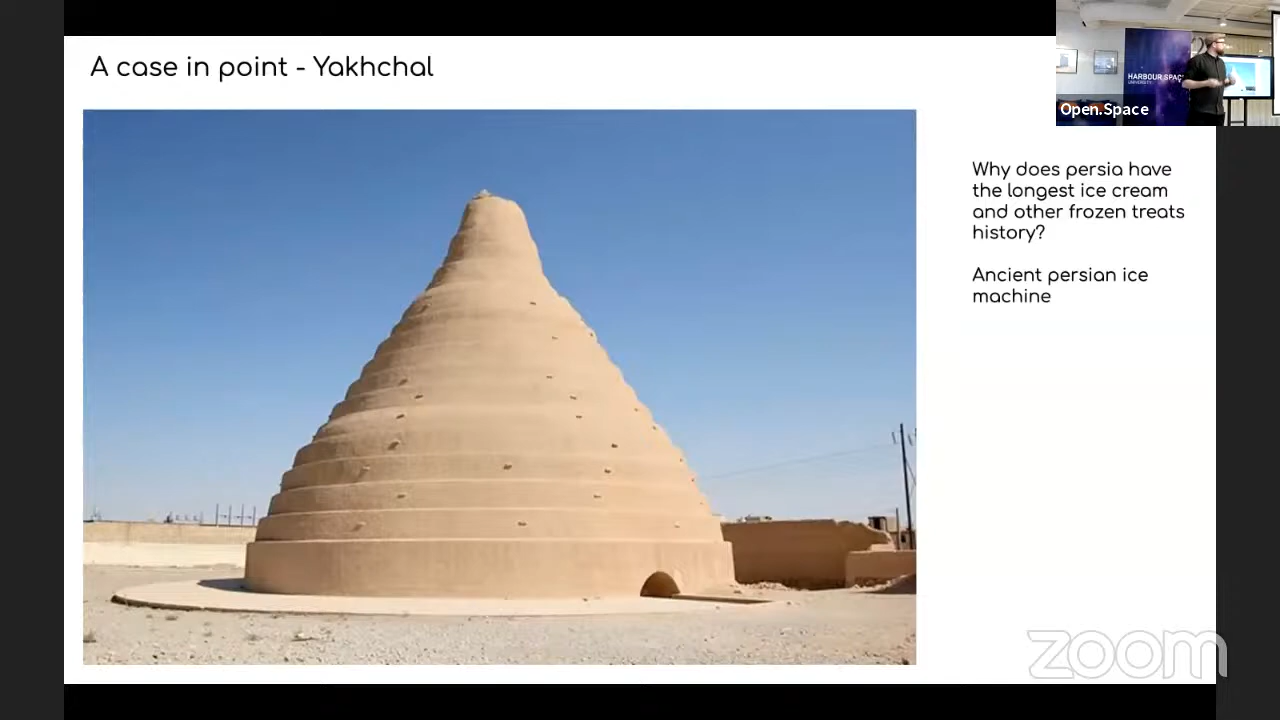 A case in point - Yakhchal
HARBOUR SPACE
UNIVERSITY
Open.Space
Why does persia have
the longest ice cream
and other frozen treats
history?
Ancient persian ice
machine
zoom